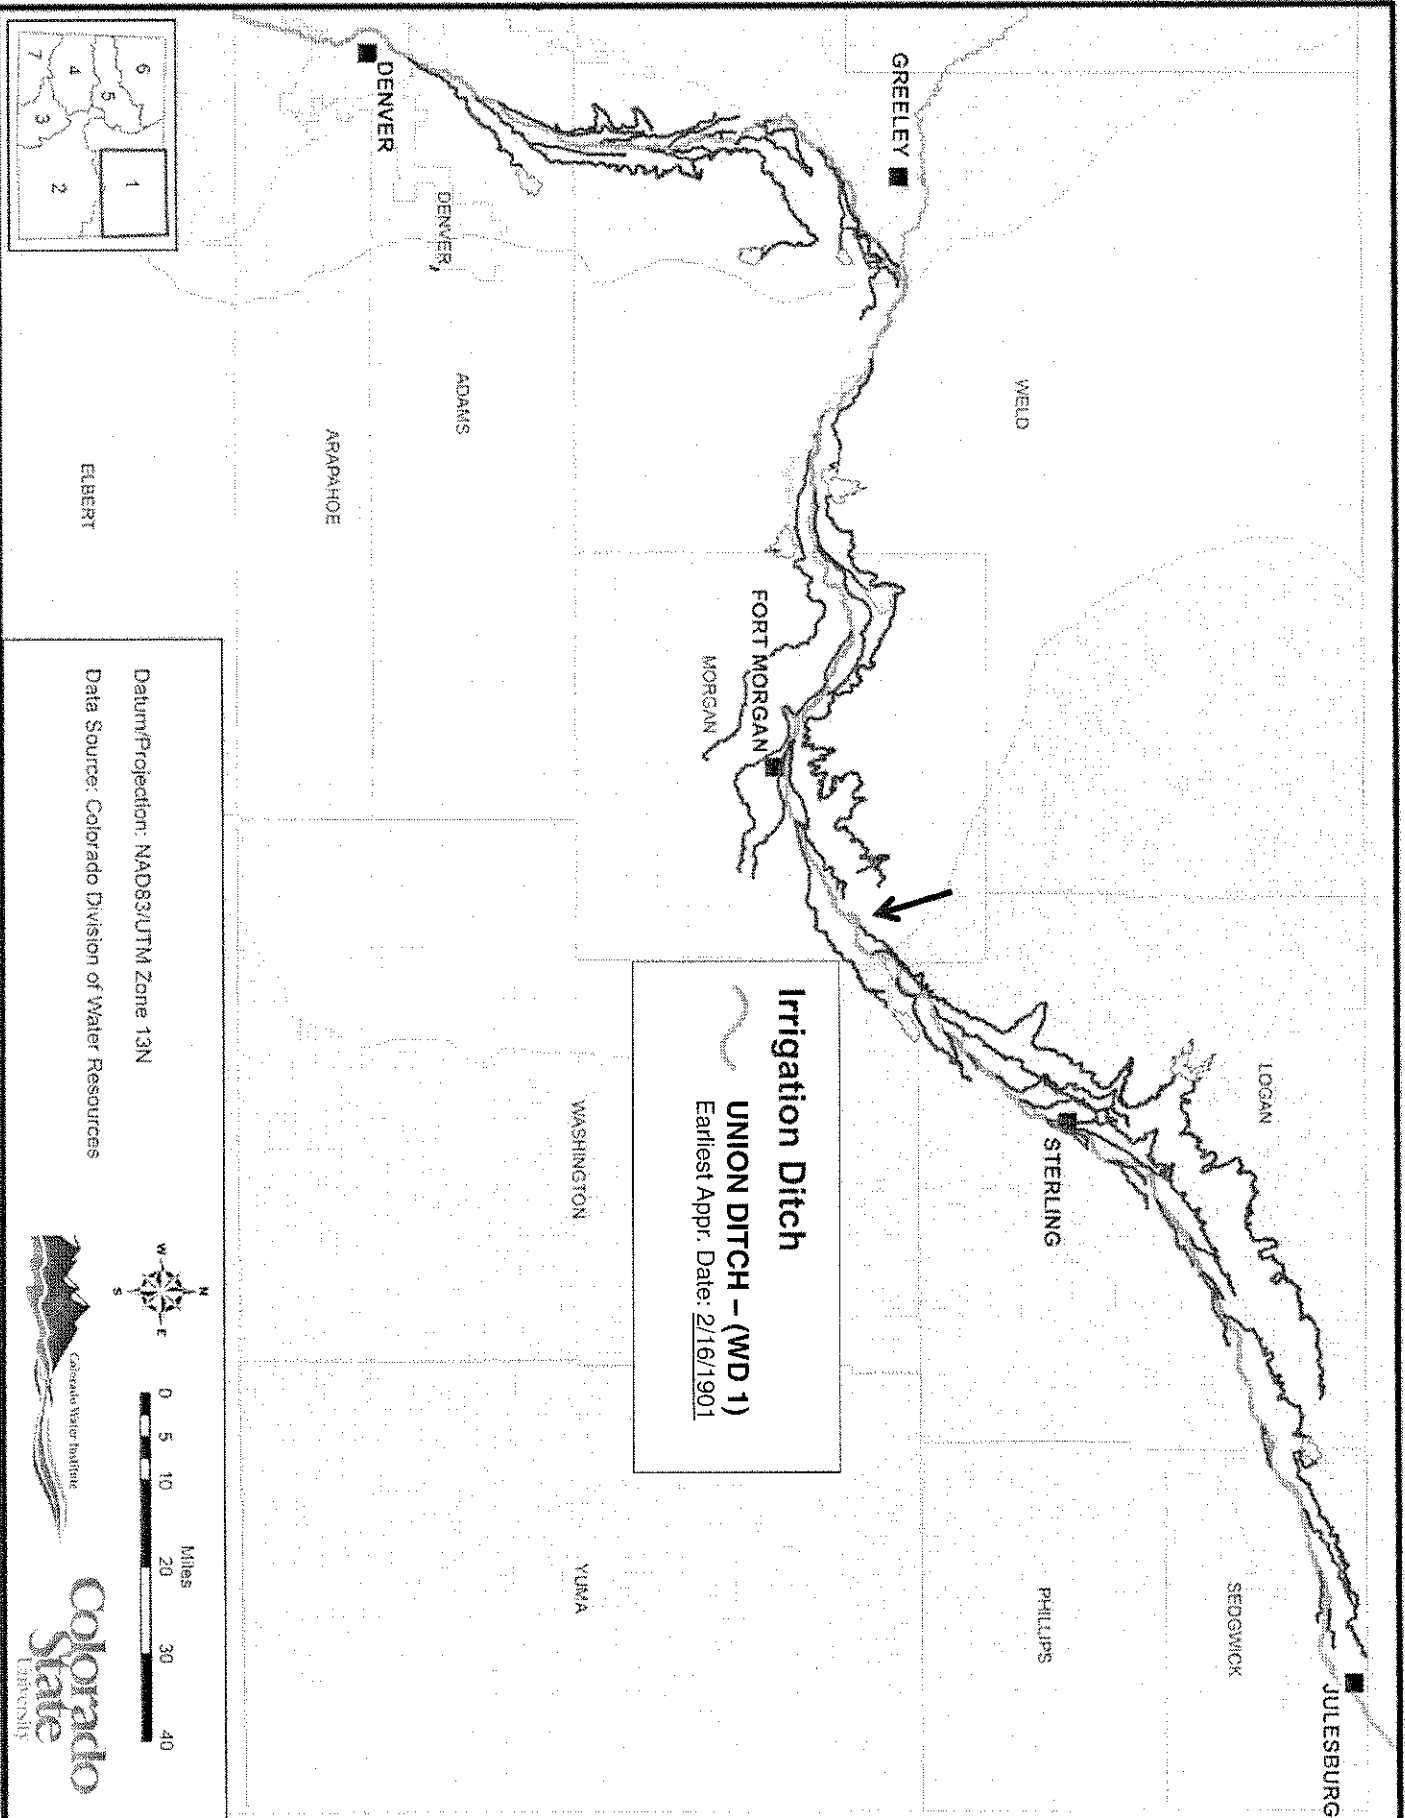 JULESBURG
SEDGWICK
PHILLIPS
YUMA
LOGAN
STERLING
WASHINGTON
WELD
GREELEY
FORT MORGAN
MORGAN
ADAMS
ARAPAHOE
ELBERT
DENVER
DENVER,
Irrigation Ditch
UNION DITCH – (WD 1)
Earliest Appr. Date: 2/16/1901
6
5
4
7
3
1
2
Datum/Projection: NAD83/UTM Zone 13N
Data Source: Colorado Division of Water Resources
N
W
E
S
Miles
0 5 10 20 30 40
Colorado Water Institute
Colorado
State
University